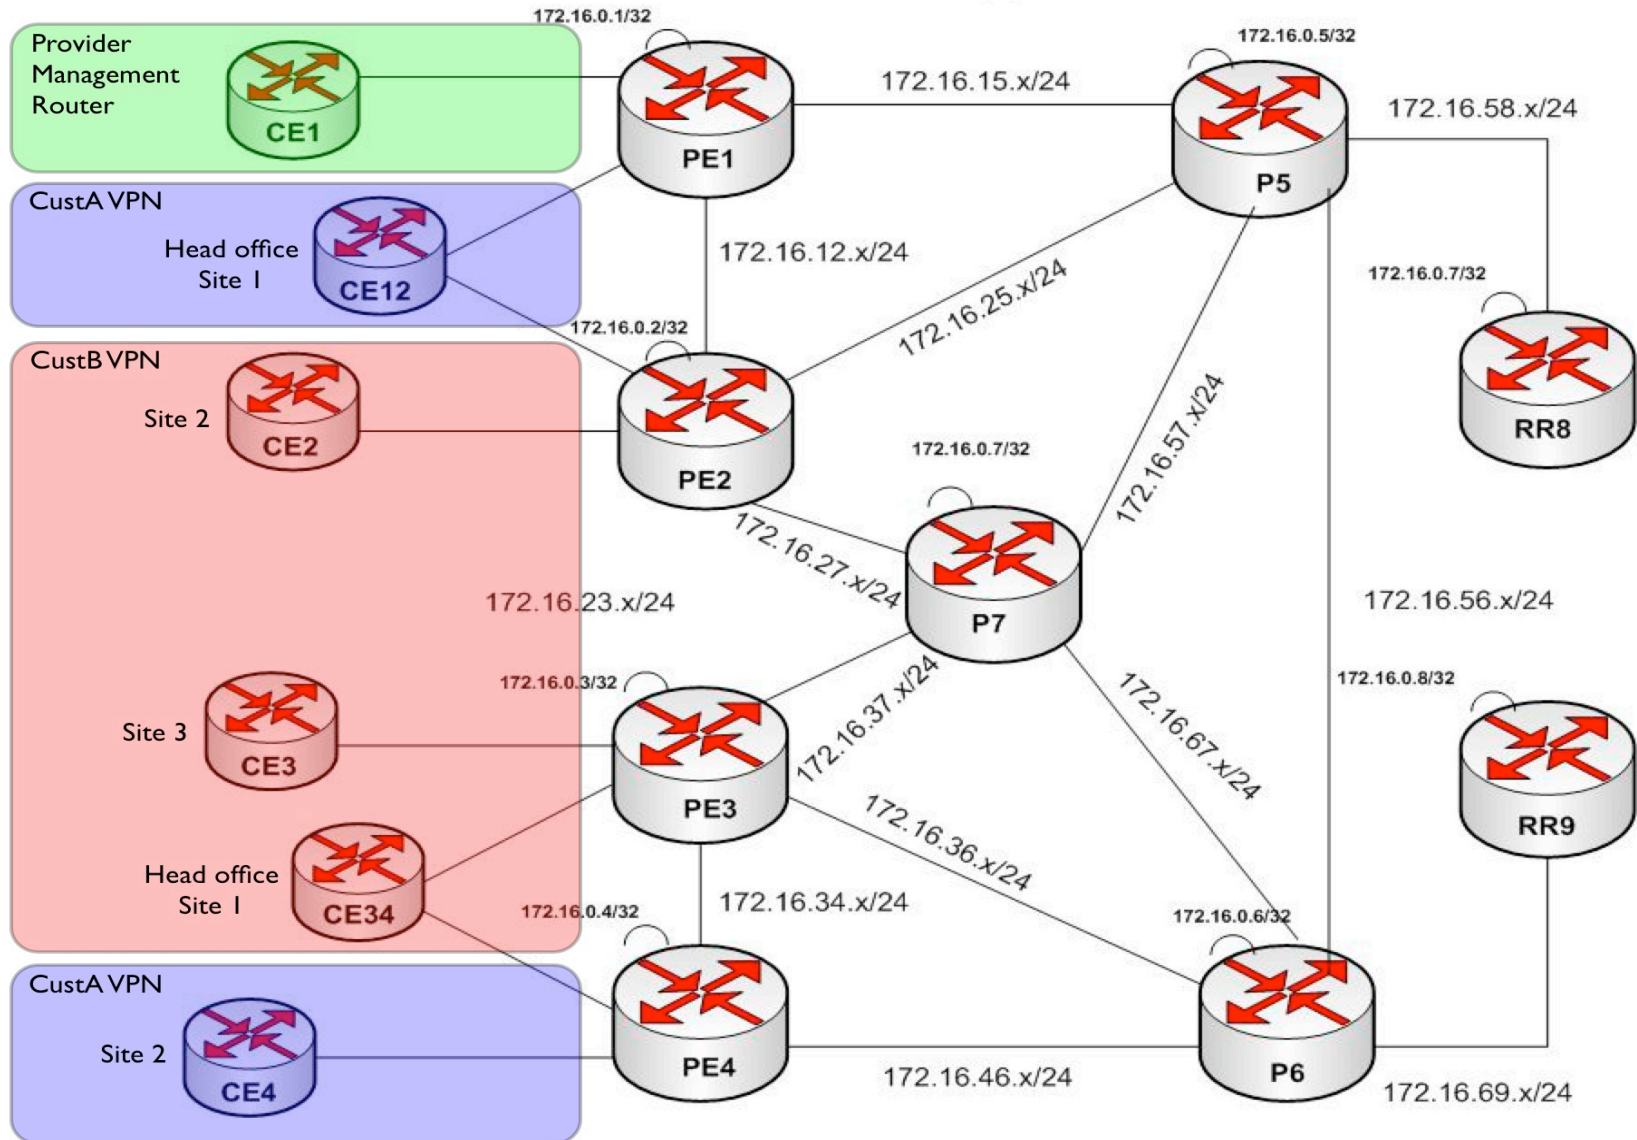 172.16.0.1/32
Provider
Management
Router
CE1
PE1
172.16.15.x/24
172.16.0.5/32
P5
172.16.58.x/24
CustA VPN
Head office
Site 1
CE12
172.16.12.x/24
172.16.25.x/24
172.16.0.7/32
RR8
172.16.0.2/32
CustB VPN
Site 2
CE2
PE2
172.16.57.x/24
172.16.0.7/32
172.16.27.x/24
P7
172.16.23.x/24
172.16.56.x/24
172.16.0.3/32
172.16.37.x/24
172.16.67.x/24
172.16.0.8/32
Site 3
CE3
PE3
RR9
172.16.36.x/24
Head office
Site 1
CE34
172.16.0.4/32
172.16.34.x/24
172.16.0.6/32
CustA VPN
Site 2
CE4
PE4
172.16.46.x/24
P6
172.16.69.x/24